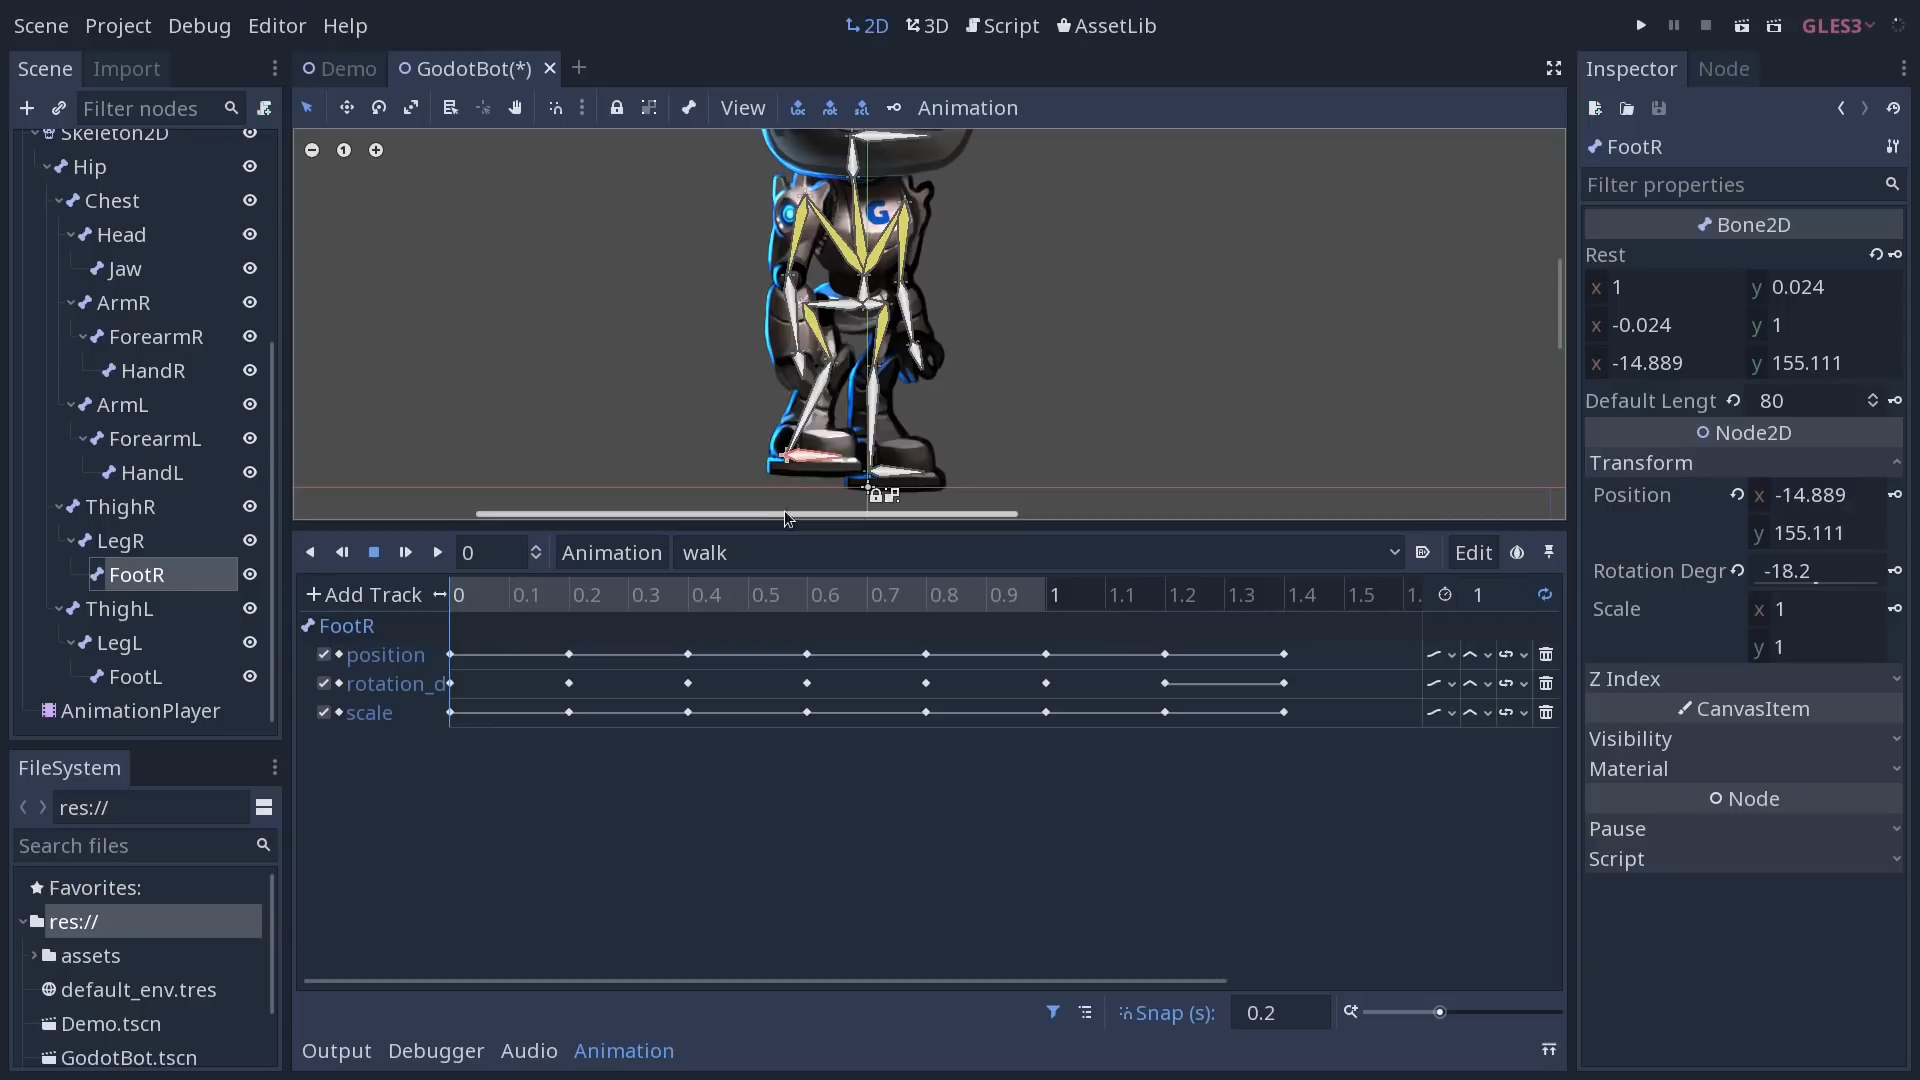 Scene Project Debug Editor Help
2D 3D Script AssetLib
GLES3
Scene Import
Filter nodes
Skeleton2D
Hip
Chest
Head
Jaw
ArmR
ForearmR
HandR
ArmL
ForearmL
HandL
ThighR
LegR
FootR
ThighL
LegL
FootL
AnimationPlayer
FileSystem
res://
Search files
Favorites:
res://
assets
default_env.tres
Demo.tscn
GodotBot.tscn
Demo GodotBot(*)
View Animation
1
G
0 Animation walk Edit
Add Track 0 0.1 0.2 0.3 0.4 0.5 0.6 0.7 0.8 0.9 1 1.1 1.2 1.3 1.4 1.5 1. 1
FootR
position
rotation_d
scale
Snap (s): 0.2
Output Debugger Audio Animation
Inspector Node
FootR
Filter properties
Bone2D
Rest
x 1 y 0.024
x -0.024 y 1
x -14.889 y 155.111
Default Lengt 80
Node2D
Transform
Position x -14.889
y 155.111
Rotation Degr -18.2
Scale x 1
y 1
Z Index
CanvasItem
Visibility
Material
Node
Pause
Script